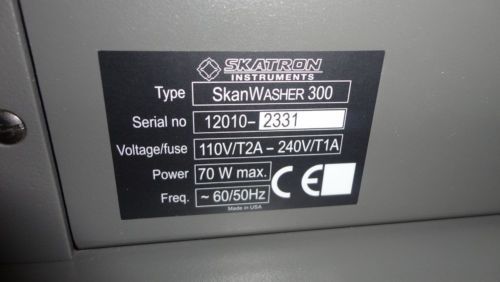 SKATRON
INSTRUMENTS
Type SkanWASHER 300
Serial no 12010- 2331
Voltage/fuse 110V/T2A – 240V/T1A
Power 70 W max. CE
Freq. ~ 60/50Hz
Made in USA